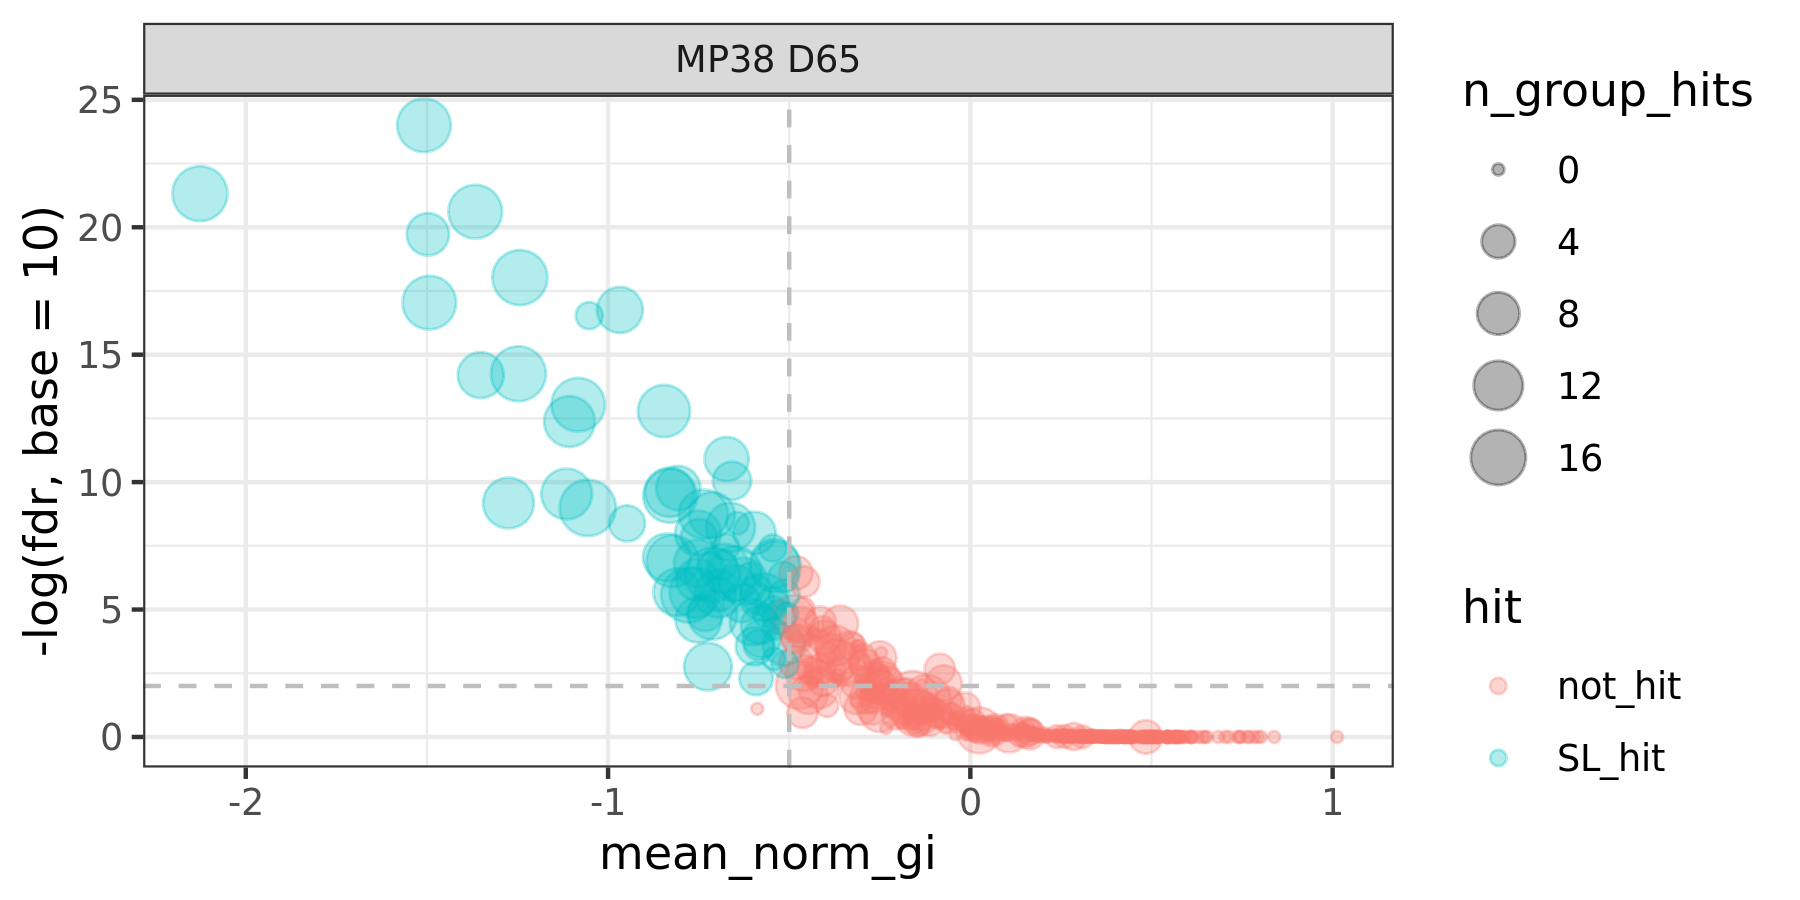 MP38 D65
25
20
15
10
5
0
-log(fdr, base = 10)
-2
-1
0
1
mean_norm_gi
n_group_hits
0
4
8
12
16
hit
not_hit
SL_hit